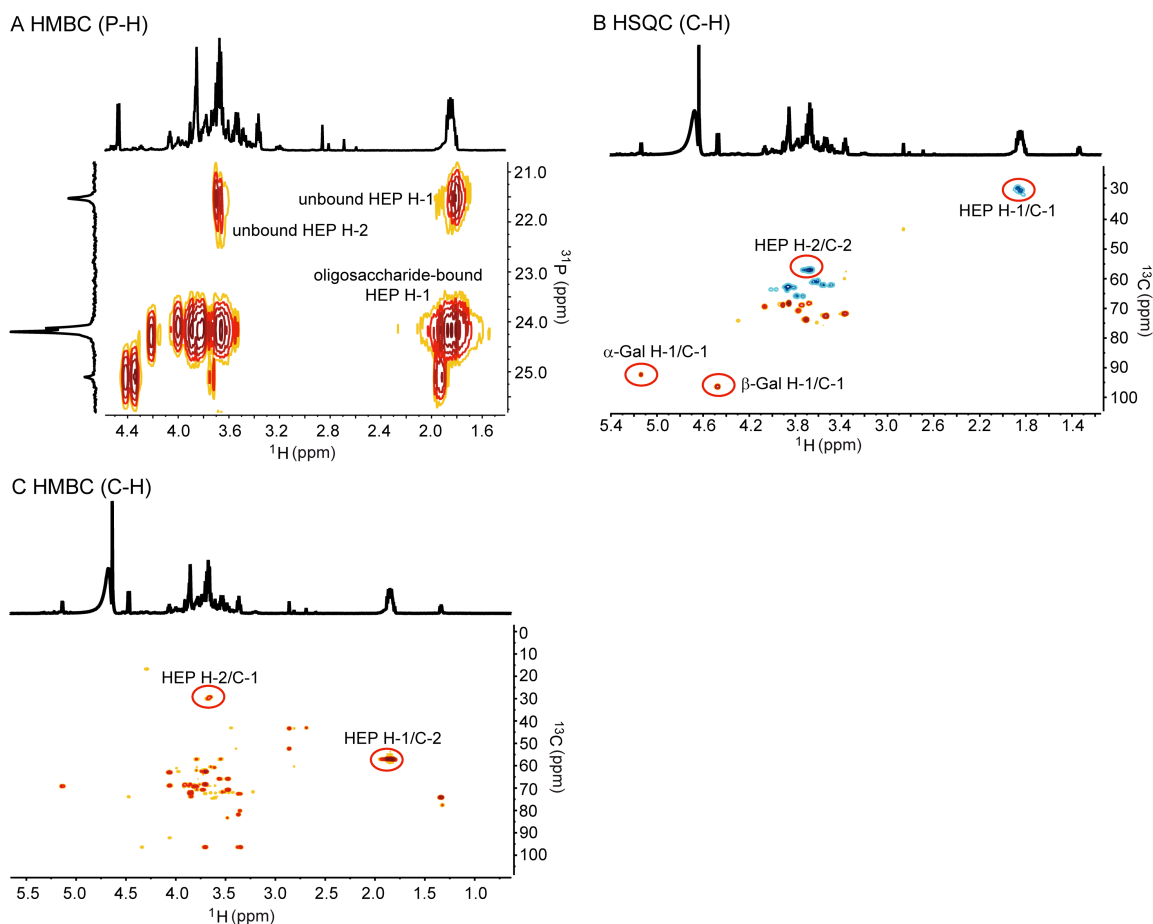 A HMBC (P-H)
unbound HEP H-1
unbound HEP H-2
oligosaccharide-bound
HEP H-1
21.0
22.0
23.0
24.0
25.0
³¹P (ppm)
4.4 4.0 3.6 3.2 2.8 2.4 2.0 1.6
¹H (ppm)
B HSQC (C-H)
HEP H-1/C-1
HEP H-2/C-2
α-Gal H-1/C-1
β-Gal H-1/C-1
30
40
50
60
70
80
90
100
¹³C (ppm)
5.4 5.0 4.6 4.2 3.8 3.4 3.0 2.6 2.2 1.8 1.4
¹H (ppm)
C HMBC (C-H)
HEP H-2/C-1
HEP H-1/C-2
0
10
20
30
40
50
60
70
80
90
100
¹³C (ppm)
5.5 5.0 4.5 4.0 3.5 3.0 2.5 2.0 1.5 1.0
¹H (ppm)